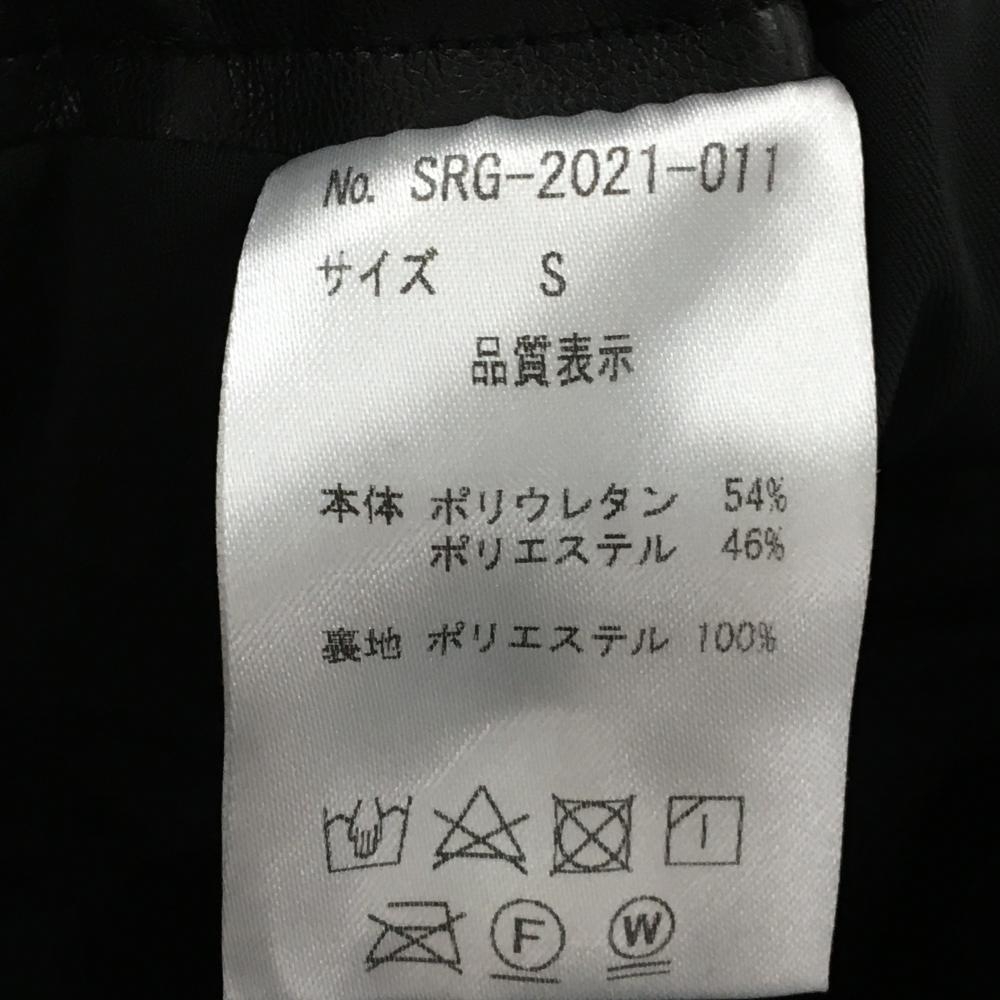 No. SRG-2021-011
サイズ S
品質表示
本体 ポリウレタン 54%
ポリエステル 46%
裏地 ポリエステル 100%
F W